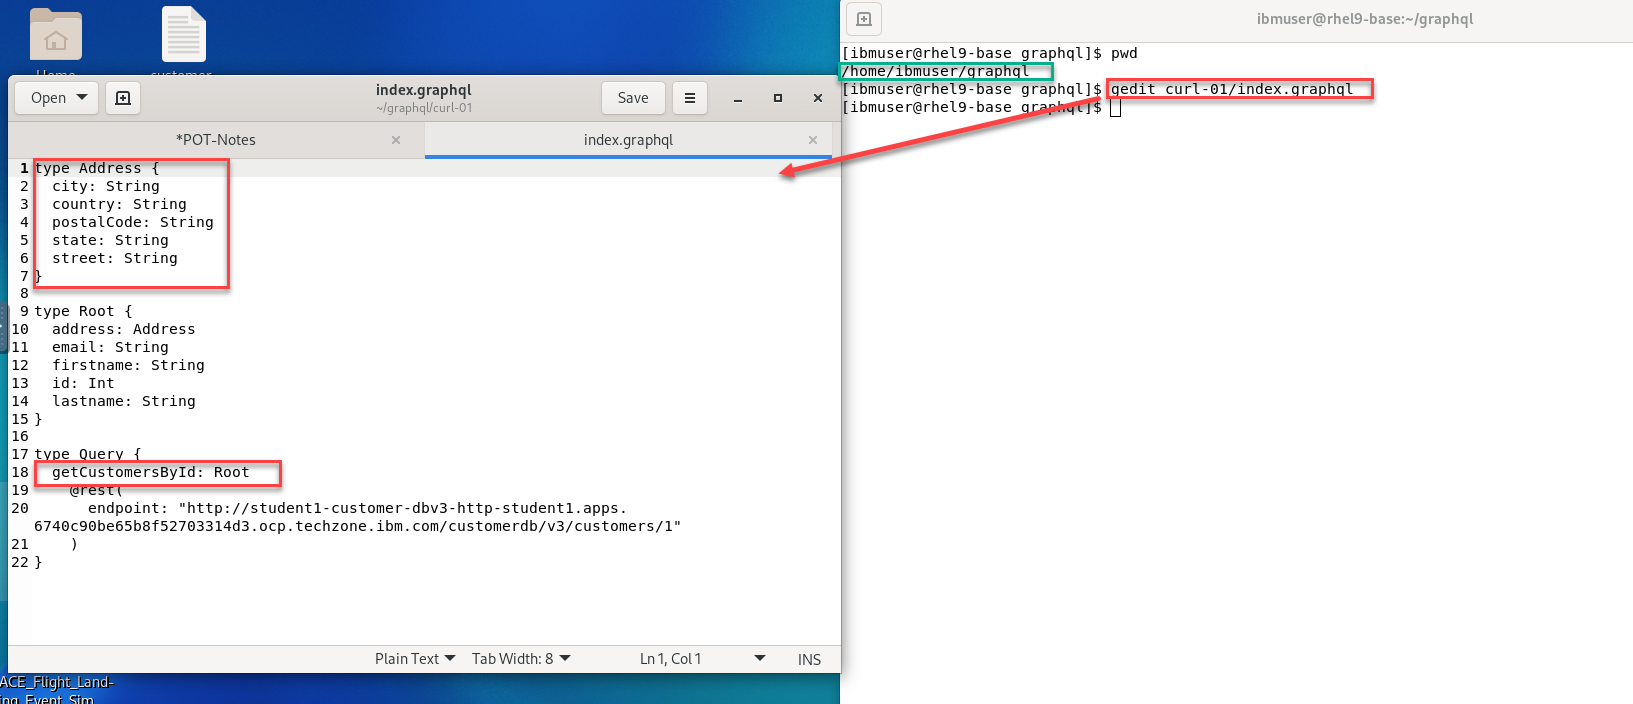 Home
customer
Open
index.graphql
~/graphql/curl-01
Save
*POT-Notes
index.graphql
1 type Address {
2 city: String
3 country: String
4 postalCode: String
5 state: String
6 street: String
7 }
8
9 type Root {
10 address: Address
11 email: String
12 firstname: String
13 id: Int
14 lastname: String
15 }
16
17 type Query {
18 getCustomersById: Root
19 @rest(
20 endpoint: "http://student1-customer-dbv3-http-student1.apps.
6740c90be65b8f52703314d3.ocp.techzone.ibm.com/customerdb/v3/customers/1"
21 )
22 }
Plain Text
Tab Width: 8
Ln 1, Col 1
INS
ACE_Flight_Land-
ing_Event_Sim
ibmuser@rhel9-base:~/graphql
[ibmuser@rhel9-base graphql]$ pwd
/home/ibmuser/graphql
[ibmuser@rhel9-base graphql]$ gedit curl-01/index.graphql
[ibmuser@rhel9-base graphql]$